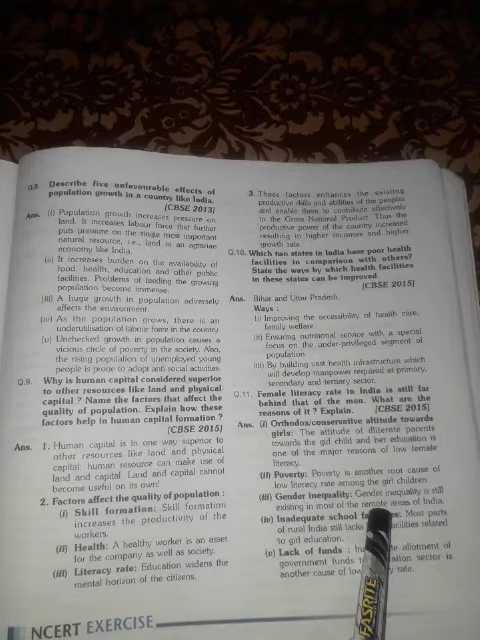 Q.8. Describe five unfavourable effects of
population growth in a country like India.
(CBSE 2013)
Ans. (i) Population growth increases pressure on
land. It increases labour force that further
puts pressure on the single most important
natural resource, i.e., land in an agrarian
economy like India.
(ii) It increases burden on the availability of
food, health, education and other public
facilities. Problems of feeding the growing
population become immense.
(iii) A huge growth in population adversely
affects the environment.
(iv) As the population grows, there is an
underutilisation of labour force in the country.
(v) Unchecked growth in population causes a
vicious circle of poverty in the society. Also,
the rising population of unemployed young
people is prone to adopt anti social activities.
Q.9. Why is human capital considered superior
to other resources like land and physical
capital ? Name the factors that affect the
quality of population. Explain how these
factors help in human capital formation ?
(CBSE 2015)
Ans. 1. Human capital is in one way superior to
other resources like land and physical
capital: human resource can make use of
land and capital. Land and capital cannot
become useful on its own!
2. Factors affect the quality of population :
(i) Skill formation: Skill formation
increases the productivity of the
workers.
(ii) Health: A healthy worker is an asset
for the company as well as society.
(iii) Literacy rate: Education widens the
mental horizon of the citizens.
3. These factors enhances the existing
productive skills and abilities of the peoples
and enable them to contribute effectively
to the Gross National Product. Thus the
productive power of the country increased
resulting in higher incomes and higher
growth rate.
Q.10. Which two states in India have poor health
facilities in comparison with others?
State the ways by which health facilities
in these states can be improved.
(CBSE 2015)
Ans. Bihar and Uttar Pradesh.
Ways :
(i) Improving the accessibility of health care,
family welfare.
(ii) Ensuring nutritional service with a special
focus on the under-privileged segment of
population.
(iii) By building vast health infrastructure which
will develop manpower required at primary,
secondary and tertiary sector.
Q.11. Female literacy rate in India is still far
behind that of the men. What are the
reasons of it ? Explain. [CBSE 2015)
Ans. (i) Orthodox/conservative altitude towards
girls: The attitude of illiterate parents
towards the girl child and her education is
one of the major reasons of low female
literacy.
(ii) Poverty: Poverty is another root cause of
low literacy rate among the girl children.
(iii) Gender inequality: Gender inequality is still
existing in most of the remote areas of India.
(iv) Inadequate school Most parts
of rural India still lacks related
to girl education.
(v) Lack of funds : allotment of
government funds sector is
another cause of low rate.
NCERT EXERCISE
FASRITE